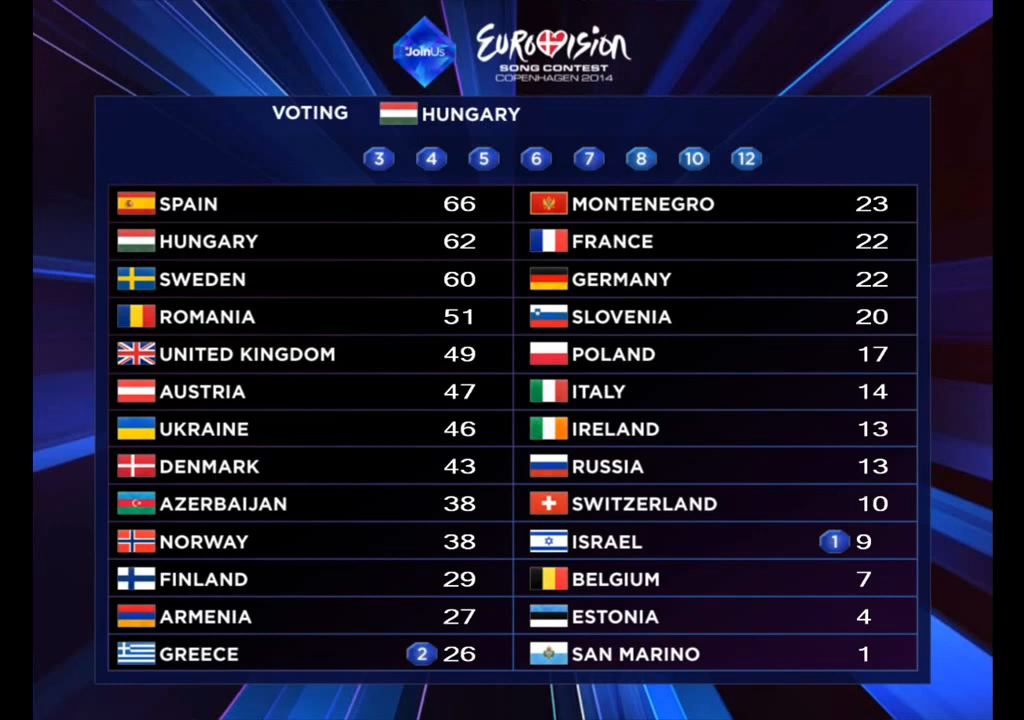 JoinUs
EUROVISION
SONG CONTEST
COPENHAGEN 2014
VOTING HUNGARY
3 4 5 6 7 8 10 12
SPAIN 66
HUNGARY 62
SWEDEN 60
ROMANIA 51
UNITED KINGDOM 49
AUSTRIA 47
UKRAINE 46
DENMARK 43
AZERBAIJAN 38
NORWAY 38
FINLAND 29
ARMENIA 27
GREECE 2 26
MONTENEGRO 23
FRANCE 22
GERMANY 22
SLOVENIA 20
POLAND 17
ITALY 14
IRELAND 13
RUSSIA 13
SWITZERLAND 10
ISRAEL 1 9
BELGIUM 7
ESTONIA 4
SAN MARINO 1